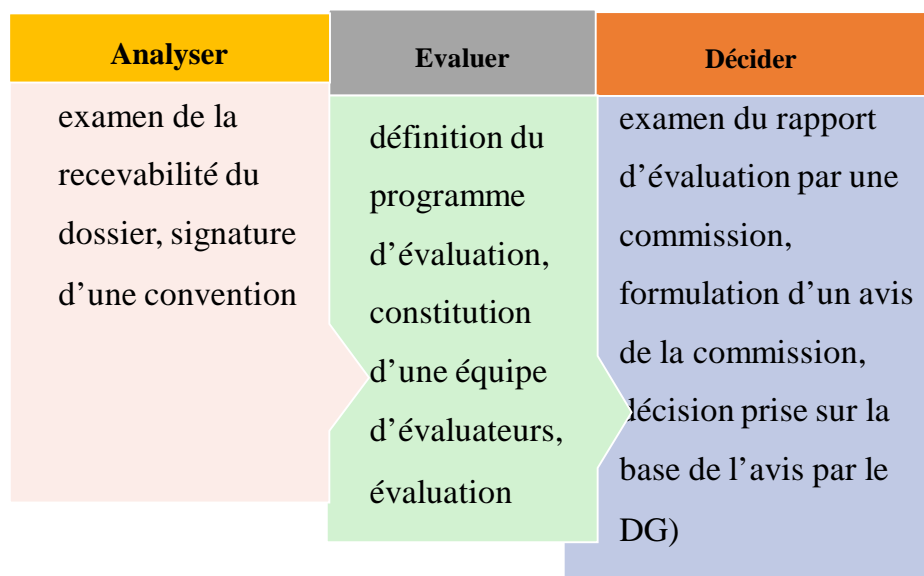 Analyser
examen de la
recevabilité du
dossier, signature
d’une convention
Evaluer
définition du
programme
d’évaluation,
constitution
d’une équipe
d’évaluateurs,
évaluation
Décider
examen du rapport
d’évaluation par une
commission,
formulation d’un avis
de la commission,
décision prise sur la
base de l’avis par le
DG)